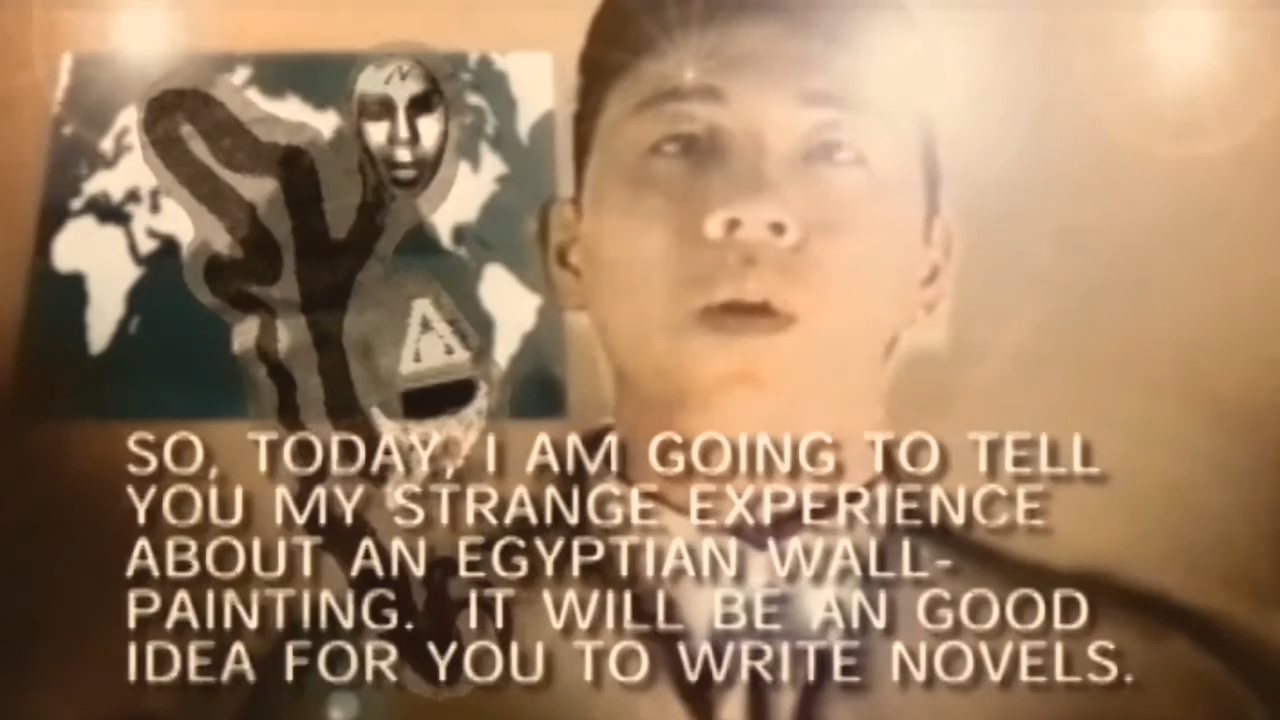 SO, TODAY, I AM GOING TO TELL
YOU MY STRANGE EXPERIENCE
ABOUT AN EGYPTIAN WALL-
PAINTING. IT WILL BE AN GOOD
IDEA FOR YOU TO WRITE NOVELS.